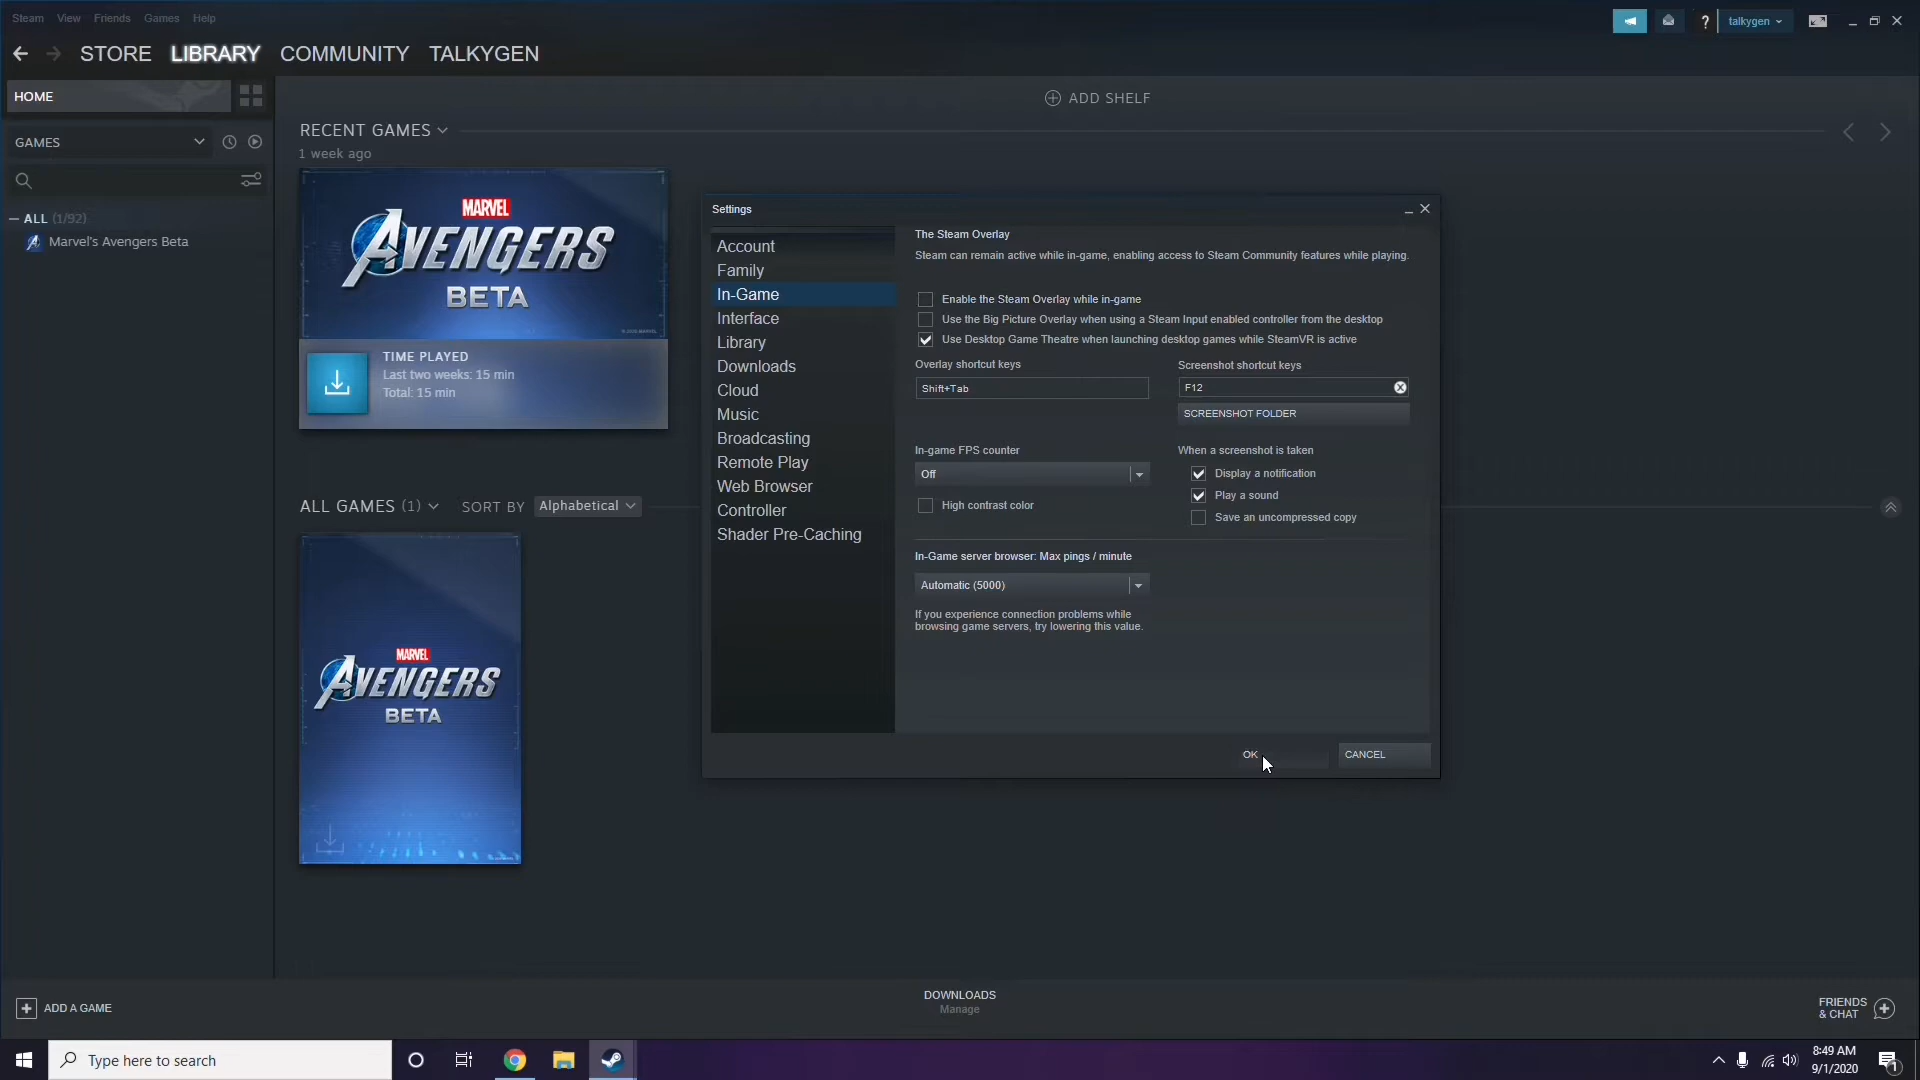 Steam View Friends Games Help
? talkygen
STORE LIBRARY COMMUNITY TALKYGEN
HOME
ADD SHELF
GAMES
RECENT GAMES
1 week ago
ALL (1/92)
Marvel's Avengers Beta
MARVEL
AVENGERS
BETA
TIME PLAYED
Last two weeks: 15 min
Total: 15 min
ALL GAMES (1) SORT BY Alphabetical
MARVEL
AVENGERS
BETA
Settings
Account
Family
In-Game
Interface
Library
Downloads
Cloud
Music
Broadcasting
Remote Play
Web Browser
Controller
Shader Pre-Caching
The Steam Overlay
Steam can remain active while in-game, enabling access to Steam Community features while playing.
Enable the Steam Overlay while in-game
Use the Big Picture Overlay when using a Steam Input enabled controller from the desktop
Use Desktop Game Theatre when launching desktop games while SteamVR is active
Overlay shortcut keys
Shift+Tab
Screenshot shortcut keys
F12
SCREENSHOT FOLDER
In-game FPS counter
Off
High contrast color
When a screenshot is taken
Display a notification
Play a sound
Save an uncompressed copy
In-Game server browser: Max pings / minute
Automatic (5000)
If you experience connection problems while
browsing game servers, try lowering this value.
OK CANCEL
ADD A GAME
DOWNLOADS
Manage
FRIENDS
& CHAT
Type here to search
8:49 AM
9/1/2020
1